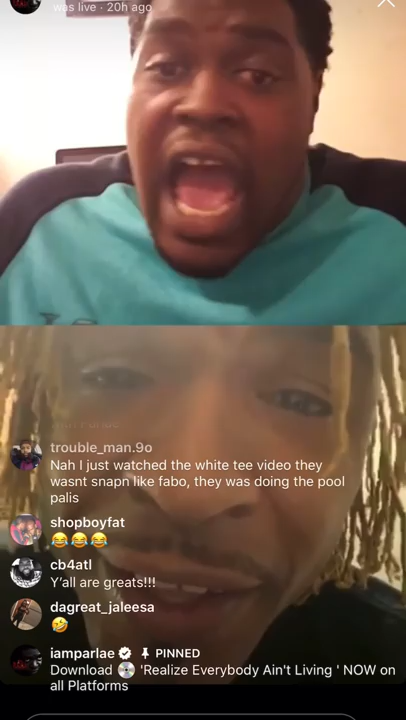 was live · 20h ago
trouble_man.9o
Nah I just watched the white tee video they
wasnt snapn like fabo, they was doing the pool
palis
shopboyfat
😂😂😂
cb4atl
Y'all are greats!!!
dagreat_jaleesa
🤣
iamparlae PINNED
Download 💿 'Realize Everybody Ain't Living ' NOW on
all Platforms